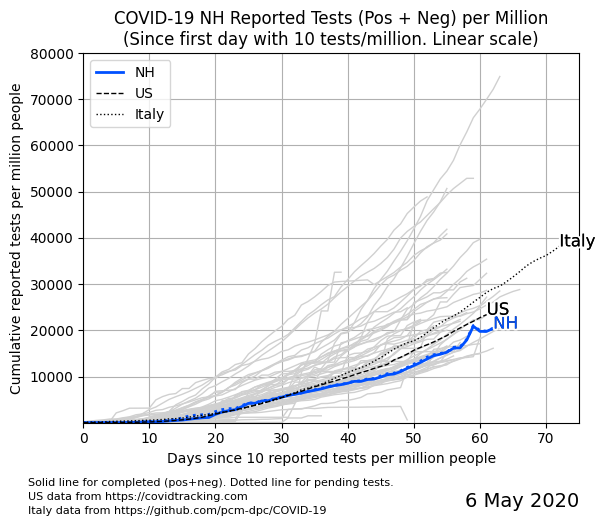 COVID-19 NH Reported Tests (Pos + Neg) per Million
(Since first day with 10 tests/million. Linear scale)
Cumulative reported tests per million people
80000
70000
60000
50000
40000
30000
20000
10000
NH
US
Italy
Italy
US
NH
0 10 20 30 40 50 60 70
Days since 10 reported tests per million people
Solid line for completed (pos+neg). Dotted line for pending tests.
US data from https://covidtracking.com
Italy data from https://github.com/pcm-dpc/COVID-19
6 May 2020